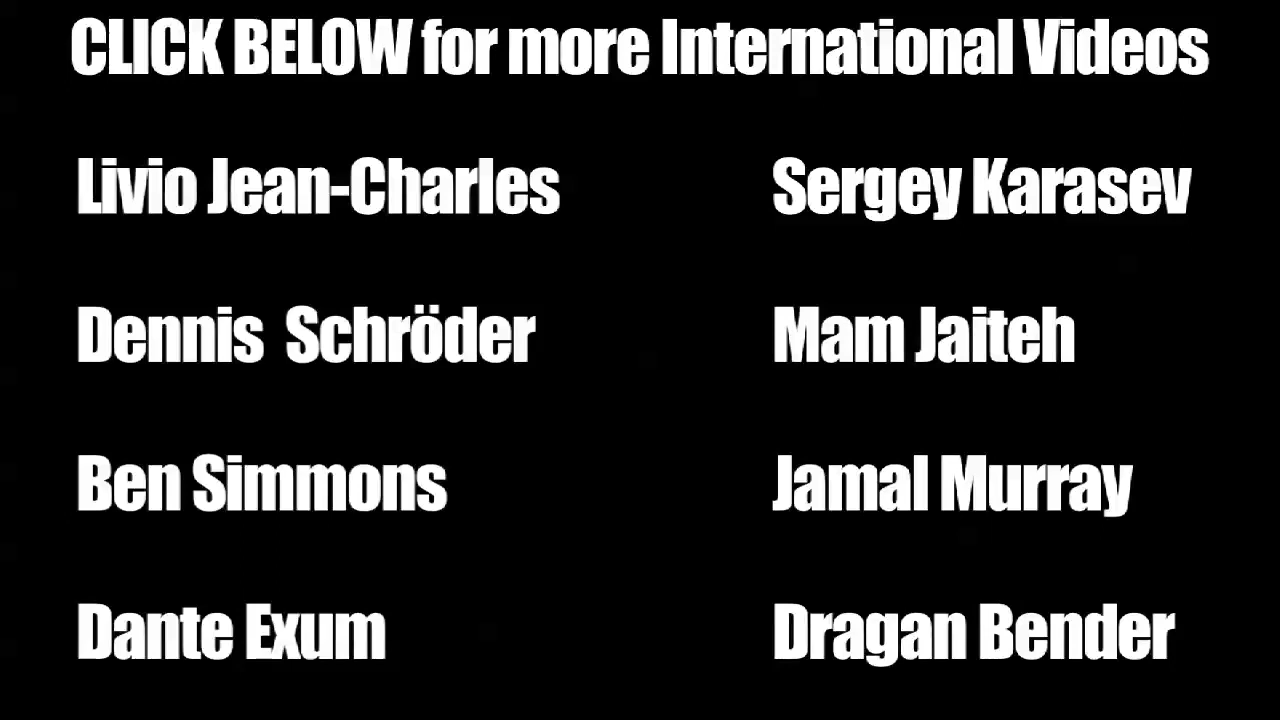 CLICK BELOW for more International Videos
Livio Jean-Charles
Sergey Karasev
Dennis Schröder
Mam Jaiteh
Ben Simmons
Jamal Murray
Dante Exum
Dragan Bender